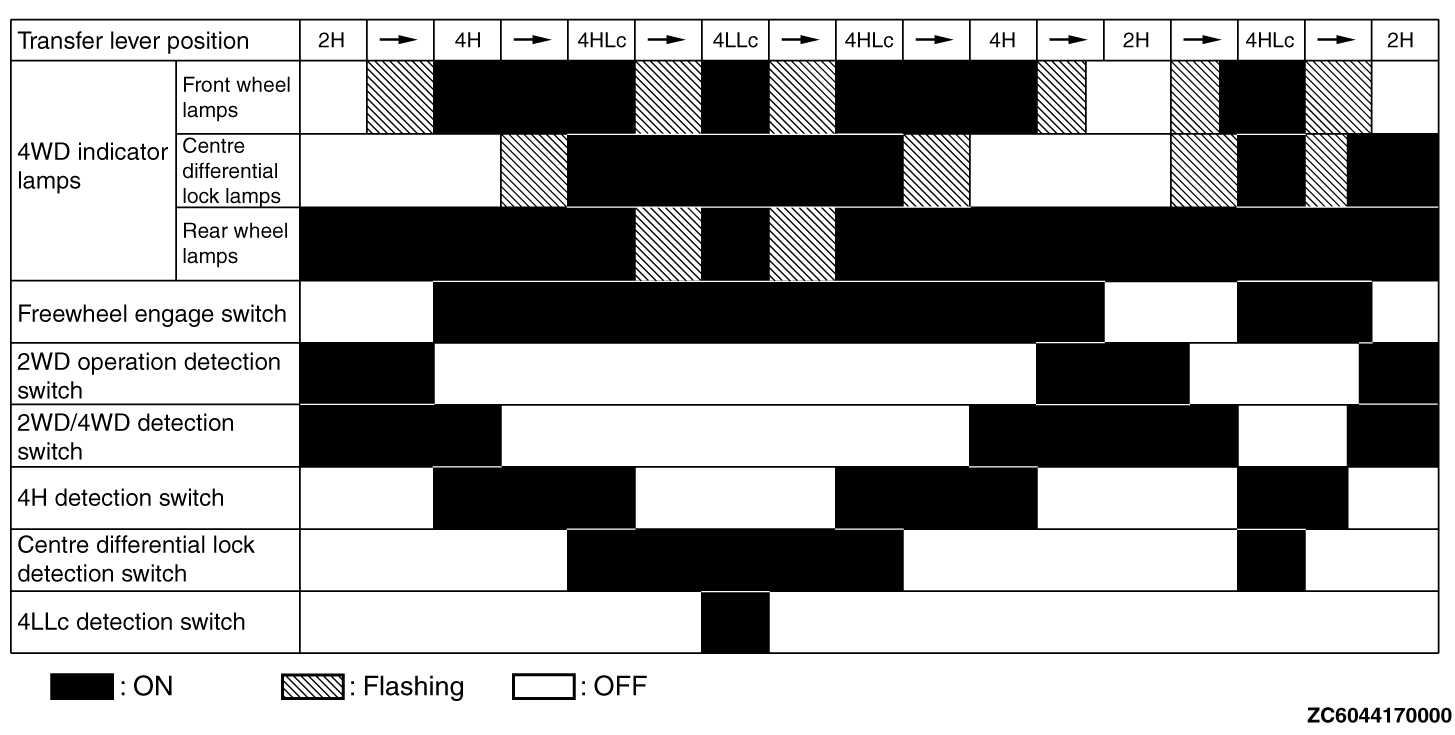 Transfer lever position 2H 4H 4HLc 4LLc 4HLc 4H 2H 4HLc 2H
4WD indicator
lamps
Front wheel
lamps
Centre
differential
lock lamps
Rear wheel
lamps
Freewheel engage switch
2WD operation detection
switch
2WD/4WD detection
switch
4H detection switch
Centre differential lock
detection switch
4LLc detection switch
: ON : Flashing : OFF
ZC6044170000